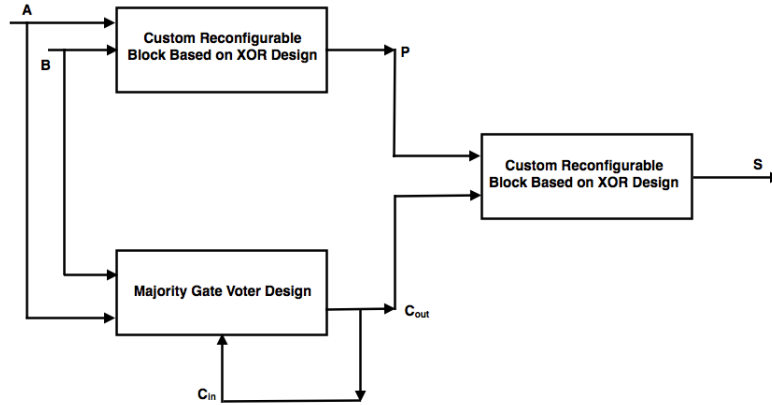 A
Custom Reconfigurable
Block Based on XOR Design
B
P
Custom Reconfigurable
Block Based on XOR Design
S
Majority Gate Voter Design
Cout
Cin